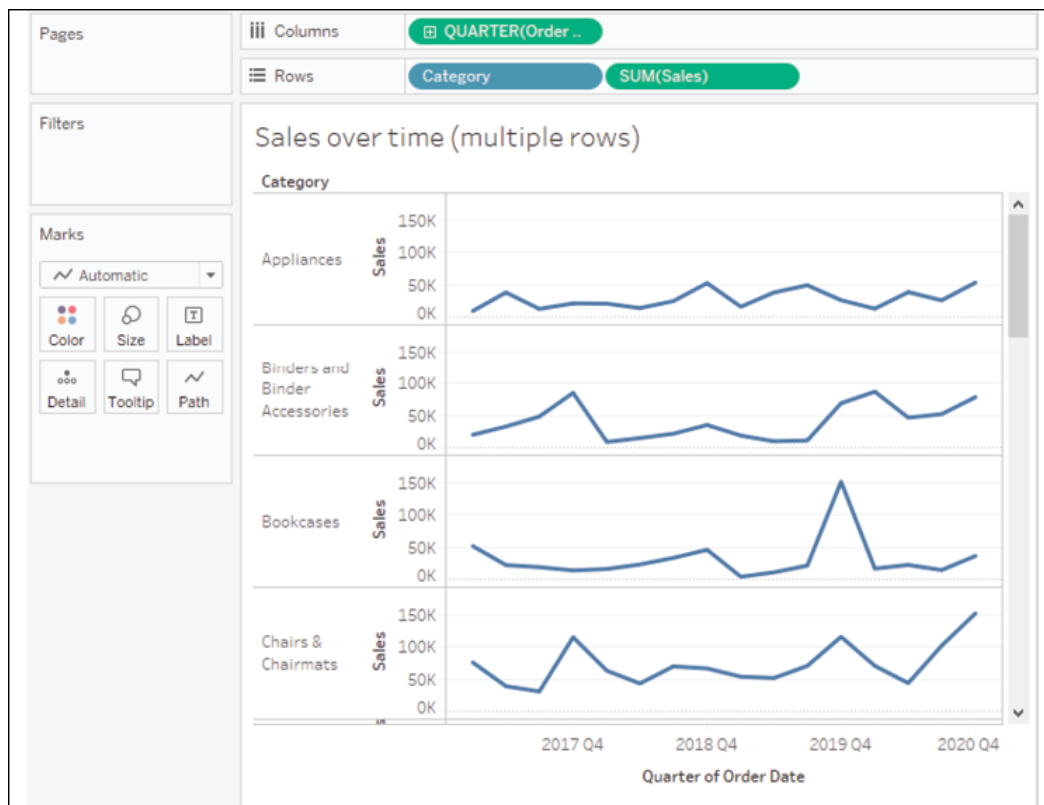 Pages
Columns
QUARTER(Order ..
Rows
Category
SUM(Sales)
Filters
Marks
Automatic
Color
Size
Label
Detail
Tooltip
Path
Sales over time (multiple rows)
Category
Appliances
Sales
150K
100K
50K
0K
Binders and
Binder
Accessories
Sales
150K
100K
50K
0K
Bookcases
Sales
150K
100K
50K
0K
Chairs &
Chairmats
Sales
150K
100K
50K
0K
2017 Q4
2018 Q4
2019 Q4
2020 Q4
Quarter of Order Date